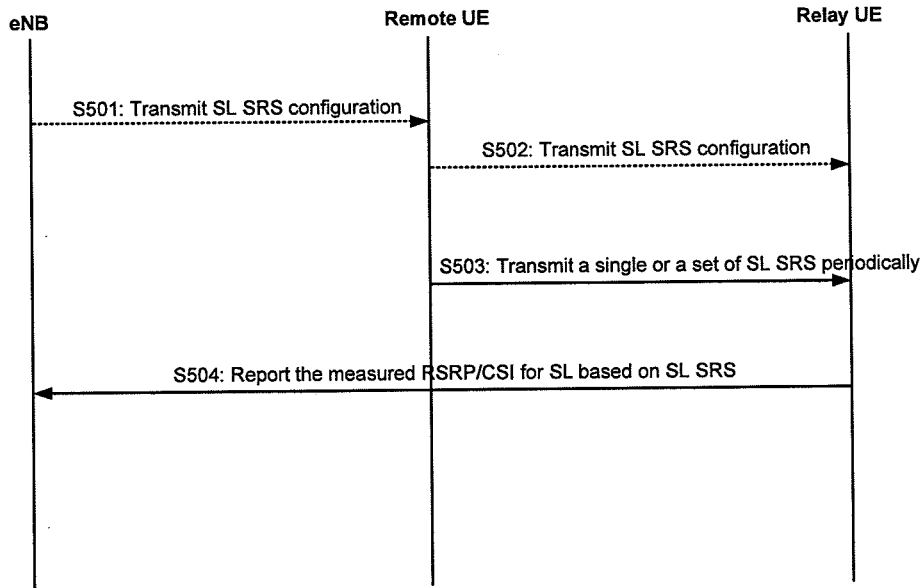 eNB
Remote UE
Relay UE
S501: Transmit SL SRS configuration
S502: Transmit SL SRS configuration
S503: Transmit a single or a set of SL SRS periodically
S504: Report the measured RSRP/CSI for SL based on SL SRS